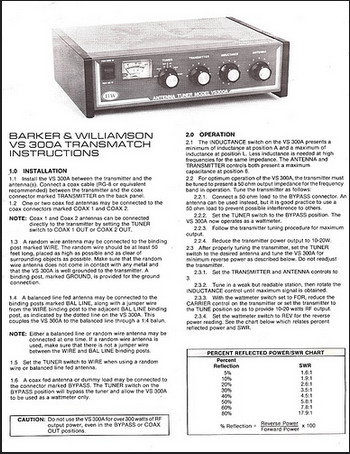 B&W
ANTENNA TUNER MODEL VS300A
BARKER & WILLIAMSON
VS 300A TRANSMATCH
INSTRUCTIONS
1.0 INSTALLATION
1.1 Install the VS 300A between the transmitter and the
antenna(s). Connect a coax cable (RG-8 or equivalent
recommended) between the transmitter and the coax
connector marked TRANSMITTER on the back panel.
1.2 One or two coax fed antennas may be connected to the
coax connectors marked COAX 1 and COAX 2.
NOTE: Coax 1 and Coax 2 antennas can be connected
directly to the transmitter by setting the TUNER
switch to COAX 1 OUT or COAX 2 OUT.
1.3 A random wire antenna may be connected to the binding
post marked WIRE. The random wire should be at least 50
feet long, placed as high as possible and as clear of
surrounding objects as possible. Make sure that the random
wire antenna does not come in contact with any metal and
that the VS 300A is well grounded to the transmitter. A
binding post, marked GROUND, is provided for the ground
connection.
1.4 A balanced line fed antenna may be connected to the
binding posts marked BAL LINE, along with a jumper wire
from the WIRE binding post to the adjacent BAL LINE binding
post, as indicated by the dotted line on the VS 300A. This
couples the VS 300A to the balanced line through a 1:4 balun.
NOTE: Either a balanced line or random wire antenna may be
connected at one time. If a random wire antenna is
used, make sure that there is not a jumper wire
between the WIRE and BAL LINE binding posts.
1.5 Set the TUNER switch to WIRE when using a random
wire or balanced line fed antenna.
1.6 A coax fed antenna or dummy load may be connected to
the connector marked BYPASS. The TUNER switch on the
BYPASS position will bypass the tuner and allow the VS 300A
to be used as a wattmeter only.
CAUTION: Do not use the VS 300A for over 300 watts of RF
output power, even in the BYPASS or COAX
OUT positions.
2.0 OPERATION
2.1 The INDUCTANCE switch on the VS 300A presents a
minimum of inductance at position A and a maximum of
inductance at position L. Less inductance is needed at high
frequencies for the same impedance. The ANTENNA and
TRANSMITTER controls both present a maximum
capacitance at position 6.
2.2 For optimum operation of the VS 300A, the transmitter must
be tuned to present a 50 ohm output impedance for the frequency
band in operation. Tune the transmitter as follows:
2.2.1. Connect a 50 ohm load to the BYPASS connector. An
antenna can be used instead, but it is good practice to use a
50 ohm load to prevent possible interference to others.
2.2.2. Set the TUNER switch to the BYPASS position. The
VS 300A now operates as a wattmeter.
2.2.3. Follow the transmitter tuning procedure for maximum
output.
2.2.4. Reduce the transmitter power output to 10-20W.
2.3 After properly tuning the transmitter, set the TUNER
switch to the desired antenna and tune the VS 300A for
minimum reverse power as described below. Do not readjust
the transmitter.
2.3.1. Set the TRANSMITTER and ANTENNA controls to
3.
2.3.2. Tune in a weak but readable station, then rotate the
INDUCTANCE control until maximum signal is obtained.
2.3.3. With the wattmeter switch set to FOR, reduce the
CARRIER control on the transmitter or set the transmitter to
the TUNE position so as to provide 10-20 watts RF output.
2.3.4. Set the wattmeter switch to REV for the reverse
power reading. See the chart below which relates percent
reflected power and SWR.
PERCENT REFLECTED POWER/SWR CHART
Percent
Reflection SWR
5% 1.6:1
10% 1.9:1
20% 2.6:1
30% 3.5:1
40% 4.5:1
50% 5.8:1
60% 7.8:1
80% 17.9:1
% Reflection = Reverse Power / Forward Power x 100